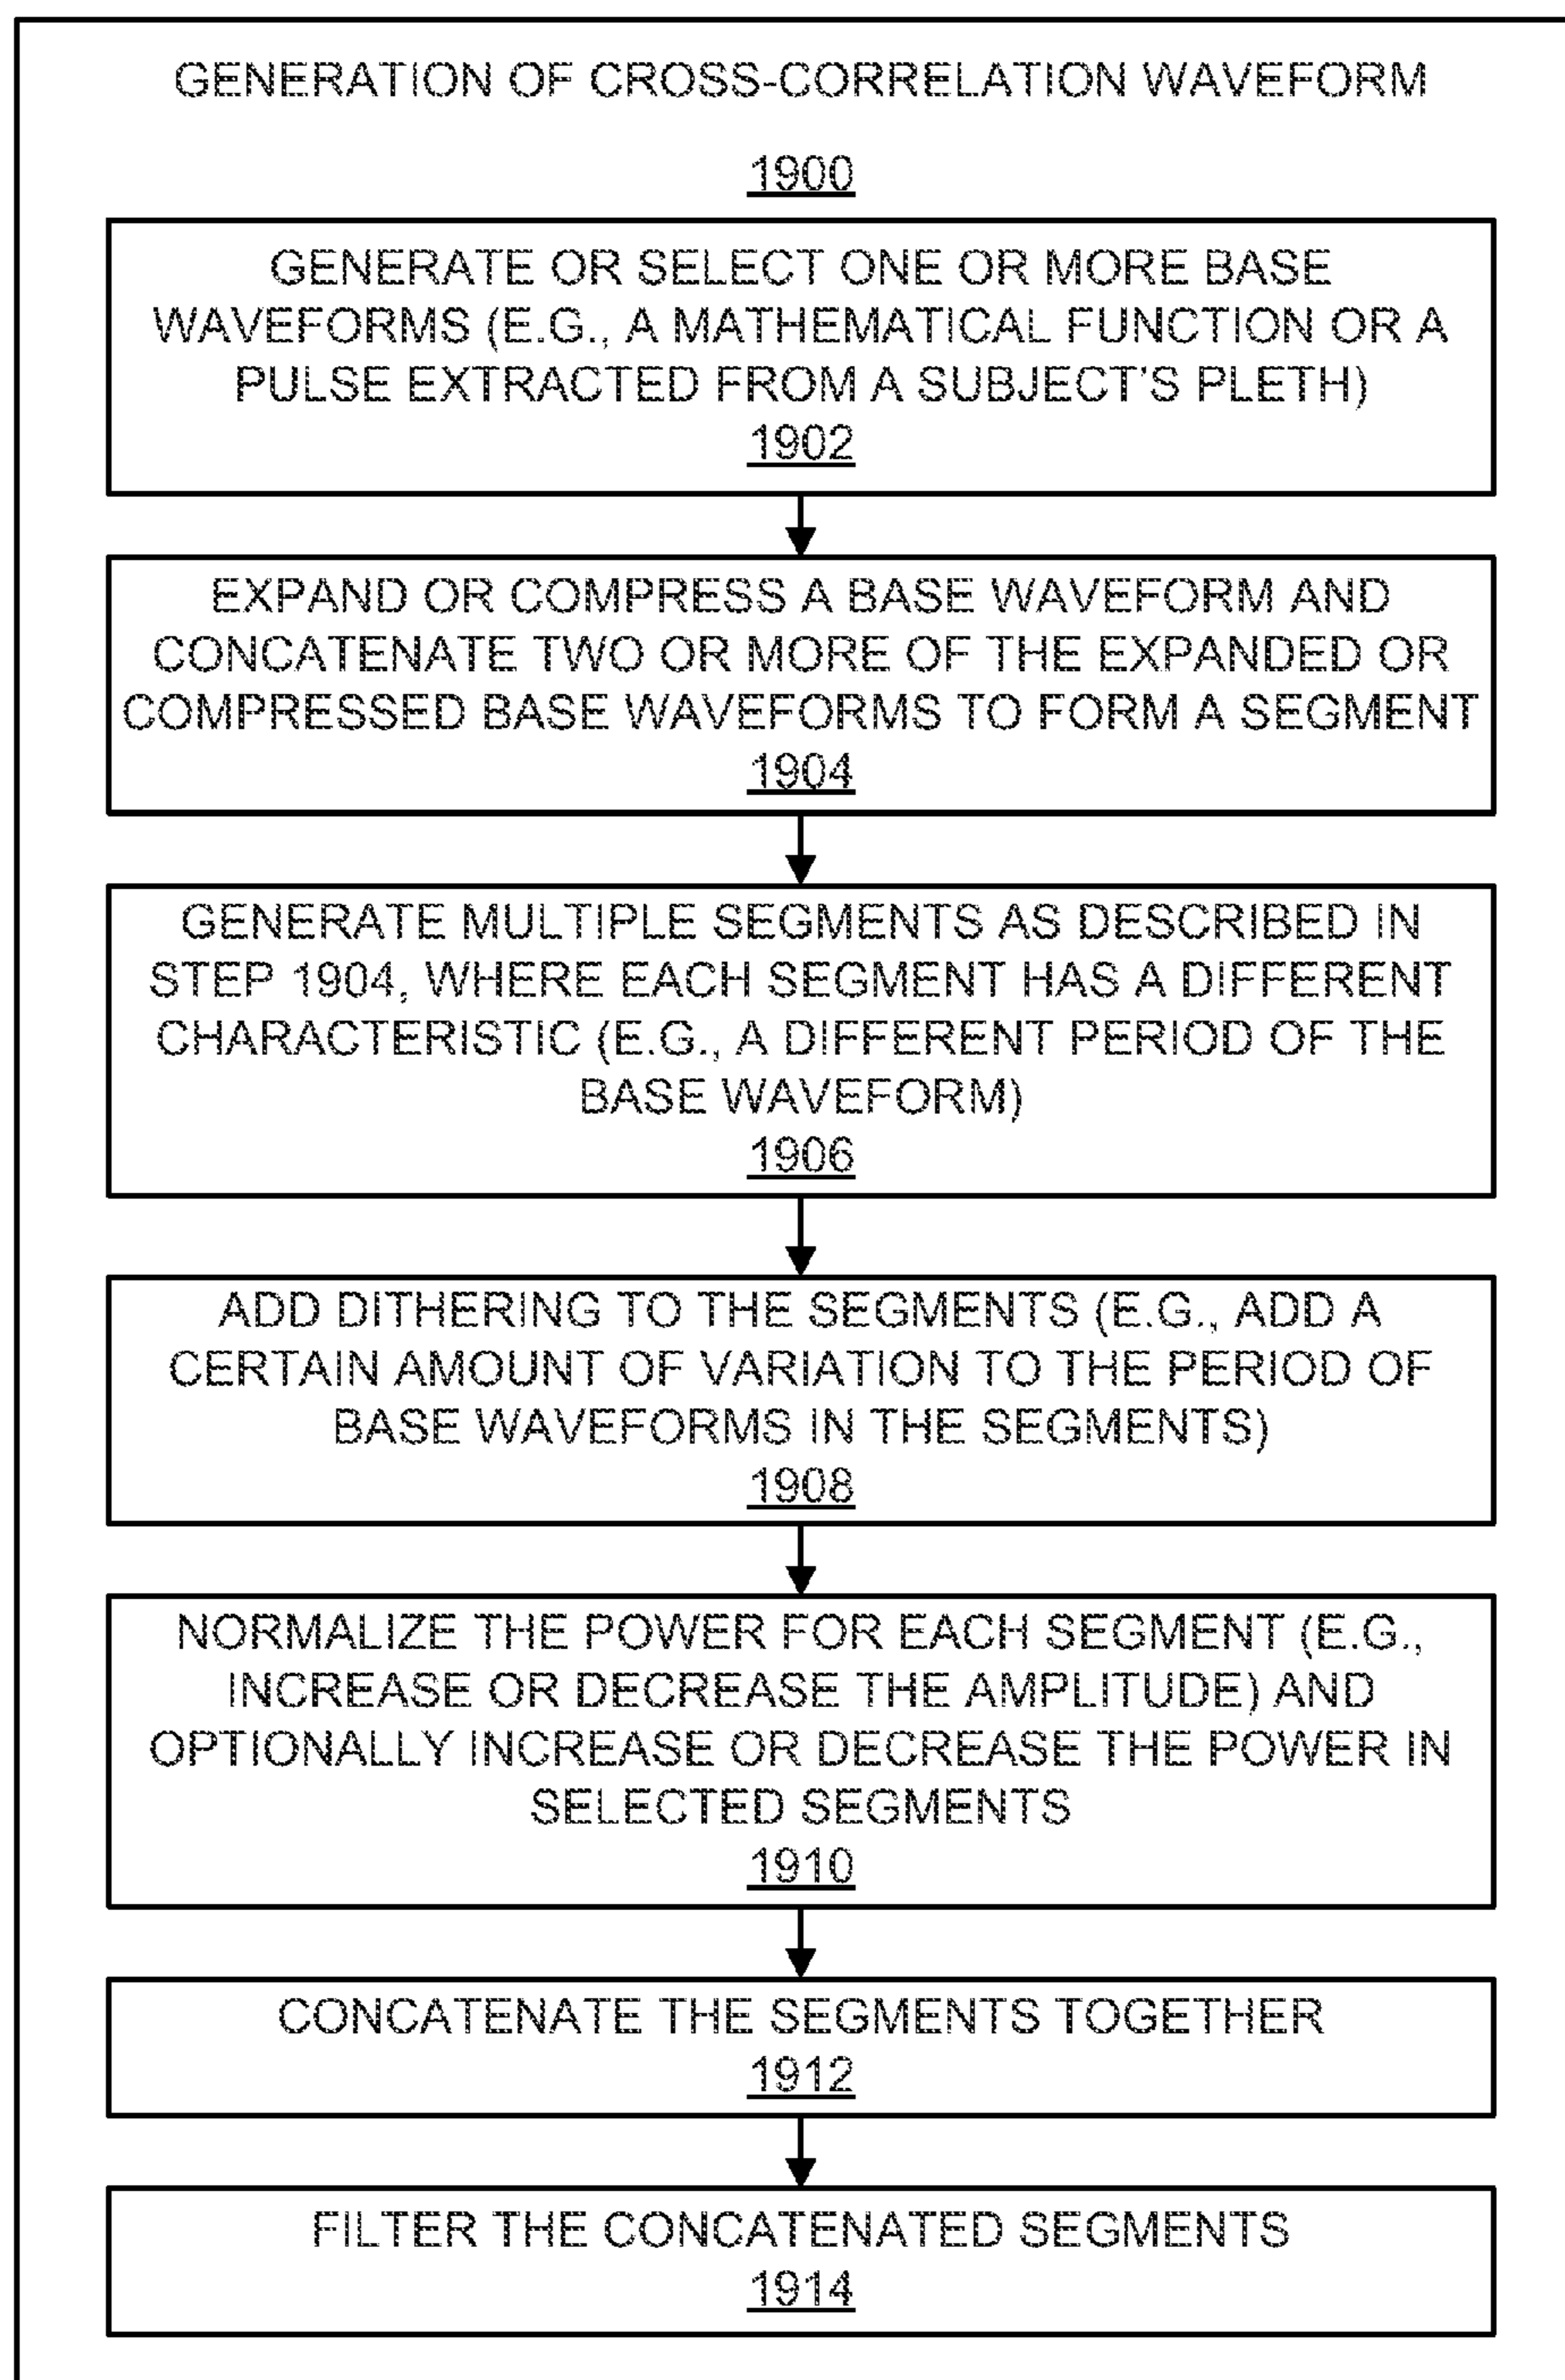 GENERATION OF CROSS-CORRELATION WAVEFORM
1900
GENERATE OR SELECT ONE OR MORE BASE
WAVEFORMS (E.G., A MATHEMATICAL FUNCTION OR A
PULSE EXTRACTED FROM A SUBJECT'S PLETH)
1902
EXPAND OR COMPRESS A BASE WAVEFORM AND
CONCATENATE TWO OR MORE OF THE EXPANDED OR
COMPRESSED BASE WAVEFORMS TO FORM A SEGMENT
1904
GENERATE MULTIPLE SEGMENTS AS DESCRIBED IN
STEP 1904, WHERE EACH SEGMENT HAS A DIFFERENT
CHARACTERISTIC (E.G., A DIFFERENT PERIOD OF THE
BASE WAVEFORM)
1906
ADD DITHERING TO THE SEGMENTS (E.G., ADD A
CERTAIN AMOUNT OF VARIATION TO THE PERIOD OF
BASE WAVEFORMS IN THE SEGMENTS)
1908
NORMALIZE THE POWER FOR EACH SEGMENT (E.G.,
INCREASE OR DECREASE THE AMPLITUDE) AND
OPTIONALLY INCREASE OR DECREASE THE POWER IN
SELECTED SEGMENTS
1910
CONCATENATE THE SEGMENTS TOGETHER
1912
FILTER THE CONCATENATED SEGMENTS
1914